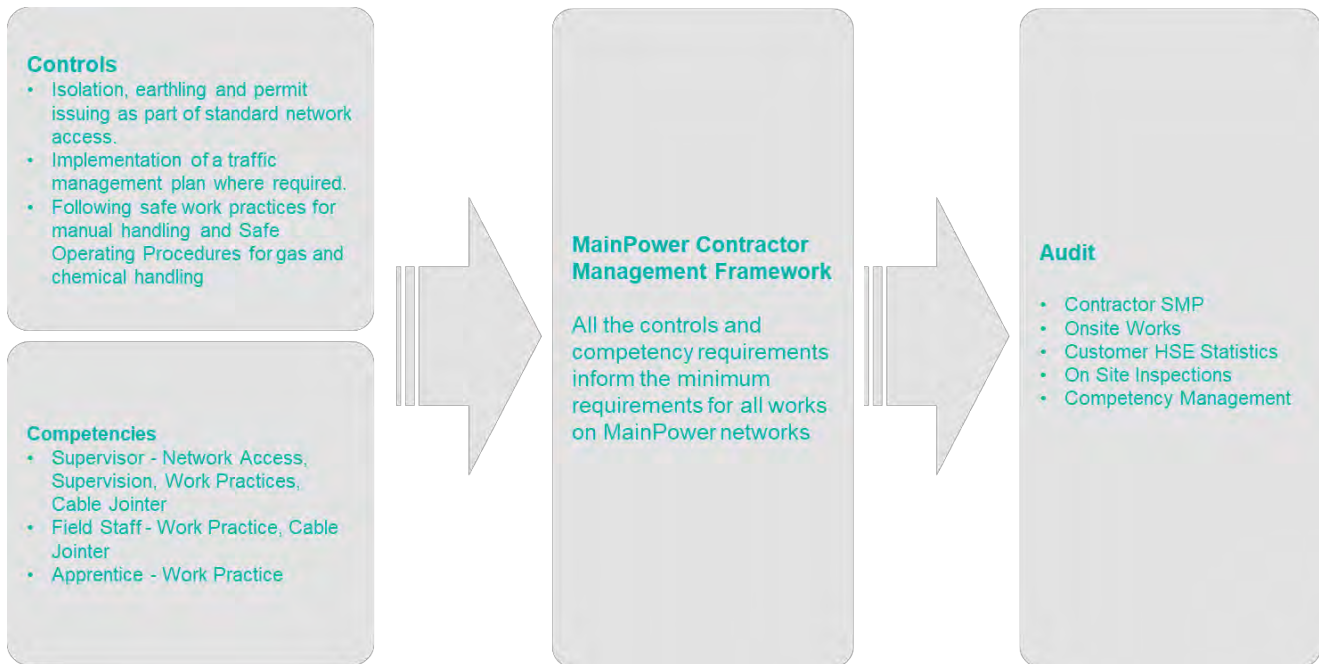 Controls
• Isolation, earthling and permit
issuing as part of standard network
access.
• Implementation of a traffic
management plan where required.
• Following safe work practices for
manual handling and Safe
Operating Procedures for gas and
chemical handling
Competencies
• Supervisor - Network Access,
Supervision, Work Practices,
Cable Jointer
• Field Staff - Work Practice, Cable
Jointer
• Apprentice - Work Practice
MainPower Contractor
Management Framework
All the controls and
competency requirements
inform the minimum
requirements for all works
on MainPower networks
Audit
• Contractor SMP
• Onsite Works
• Customer HSE Statistics
• On Site Inspections
• Competency Management